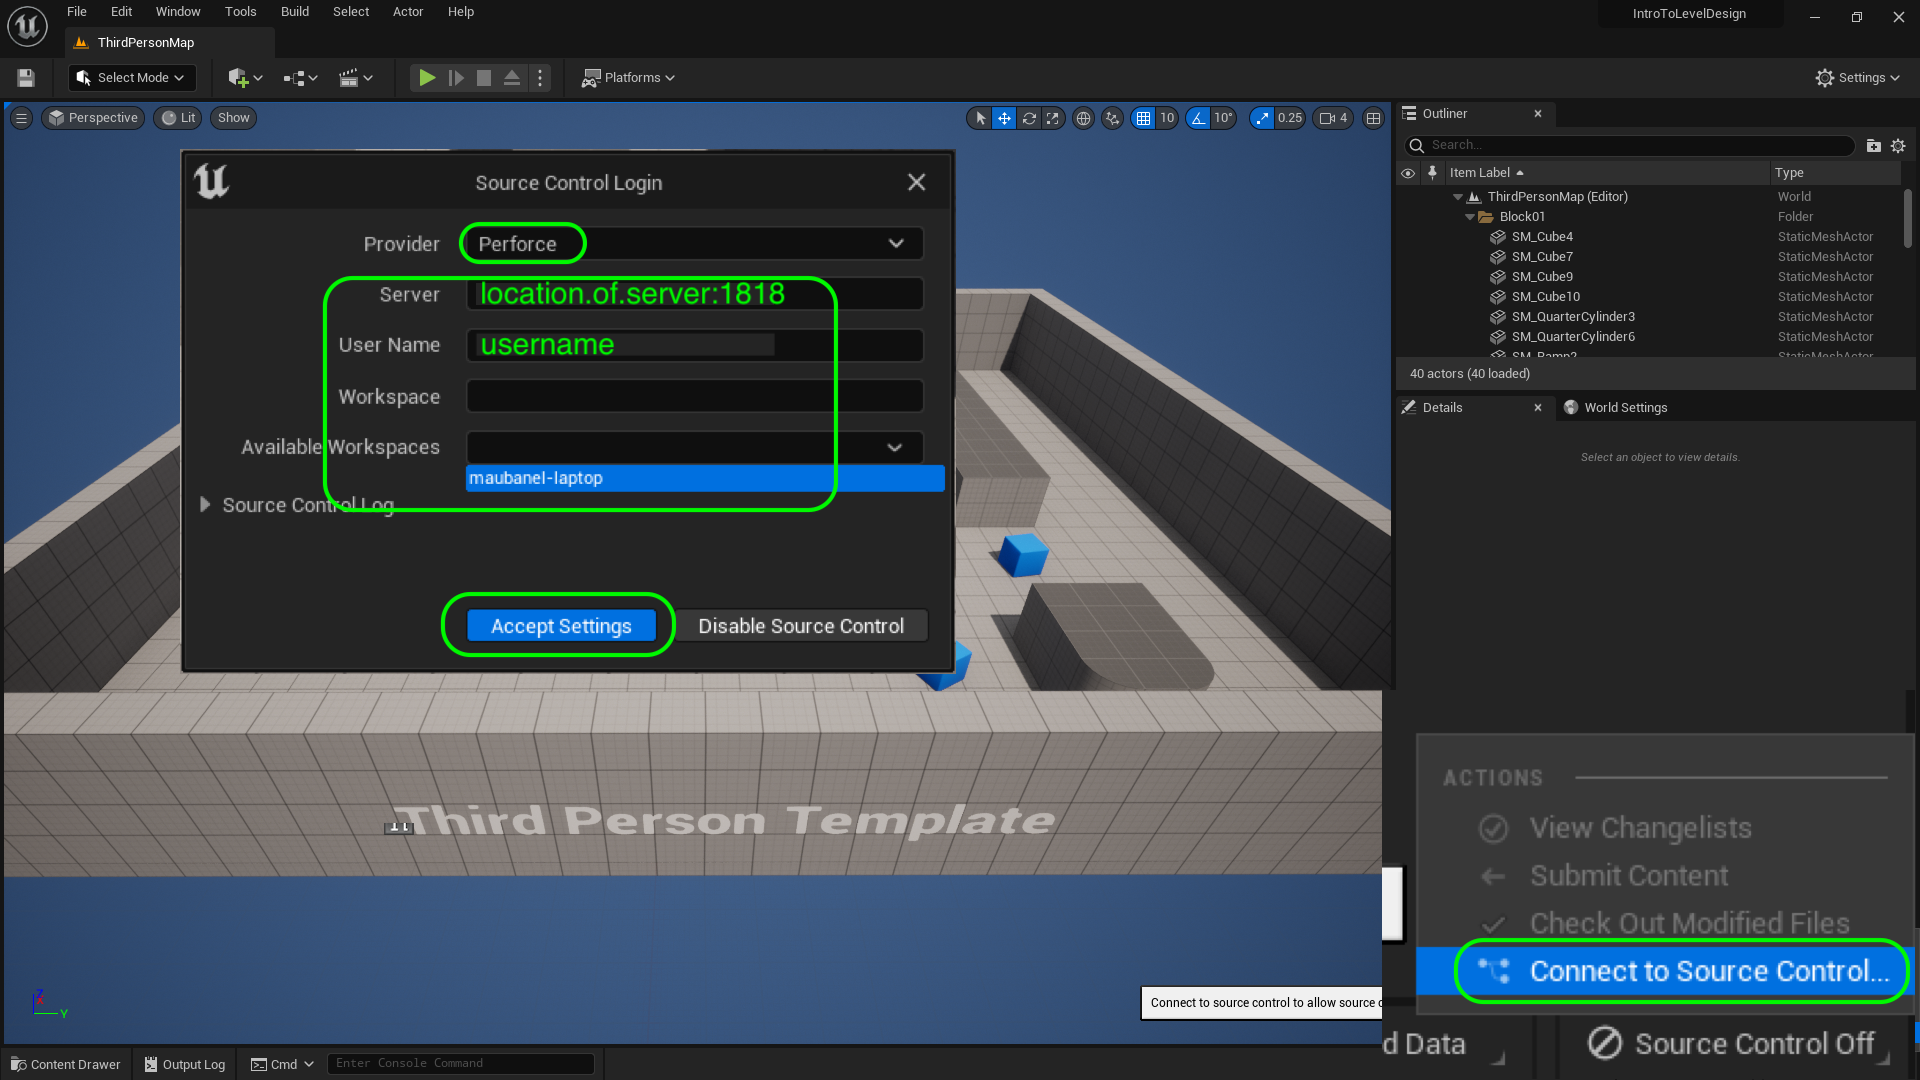 File Edit Window Tools Build Select Actor Help
IntroToLevelDesign
ThirdPersonMap
Select Mode
Platforms
Settings
Perspective Lit Show
10 10° 0.25 4
Outliner
Search...
Item Label Type
ThirdPersonMap (Editor) World
Block01 Folder
SM_Cube4 StaticMeshActor
SM_Cube7 StaticMeshActor
SM_Cube9 StaticMeshActor
SM_Cube10 StaticMeshActor
SM_QuarterCylinder3 StaticMeshActor
SM_QuarterCylinder6 StaticMeshActor
SM_Ramp2 StaticMeshActor
40 actors (40 loaded)
Details World Settings
Select an object to view details.
Source Control Login
Provider Perforce
Server location.of.server:1818
User Name username
Workspace
Available Workspaces
maubanel-laptop
Source Control Log
Accept Settings Disable Source Control
Third Person Template
ACTIONS
View Changelists
Submit Content
Check Out Modified Files
Connect to Source Control...
Connect to source control to allow source
d Data Source Control Off
Z
X
Y
Content Drawer Output Log Cmd Enter Console Command